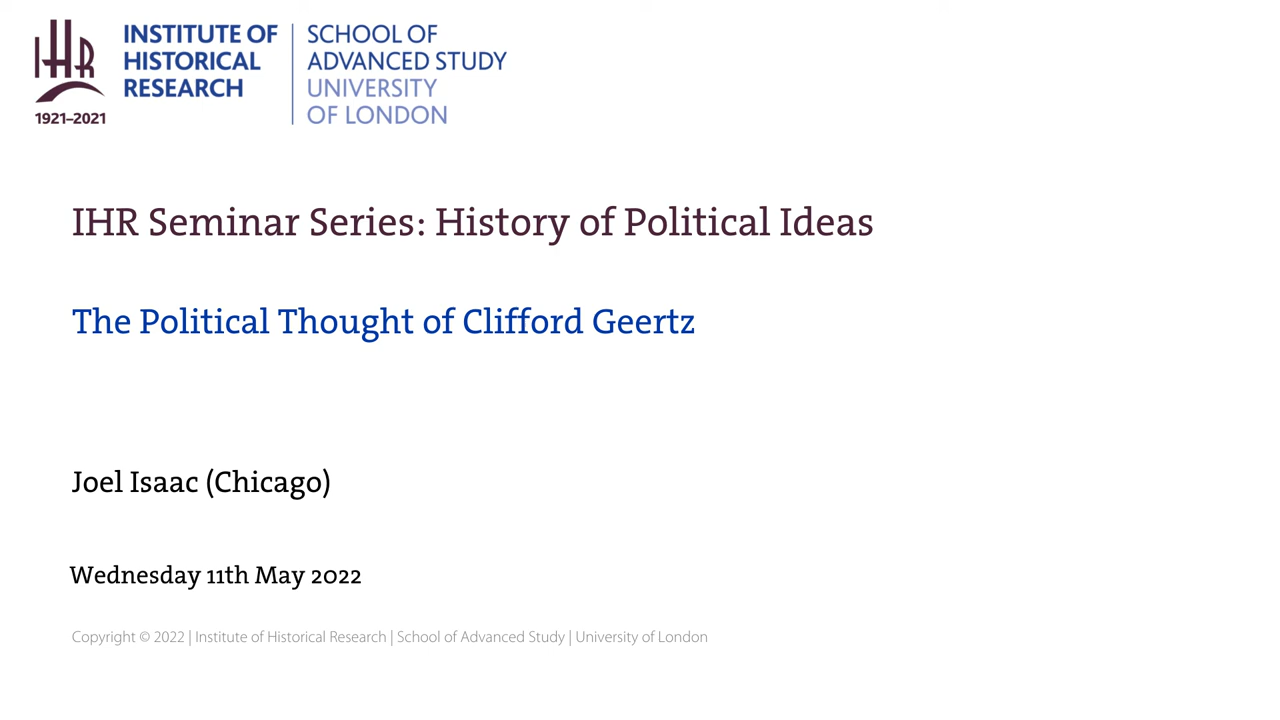 IHR
1921–2021
INSTITUTE OF
HISTORICAL
RESEARCH
SCHOOL OF
ADVANCED STUDY
UNIVERSITY
OF LONDON
IHR Seminar Series: History of Political Ideas
The Political Thought of Clifford Geertz
Joel Isaac (Chicago)
Wednesday 11th May 2022
Copyright © 2022 | Institute of Historical Research | School of Advanced Study | University of London